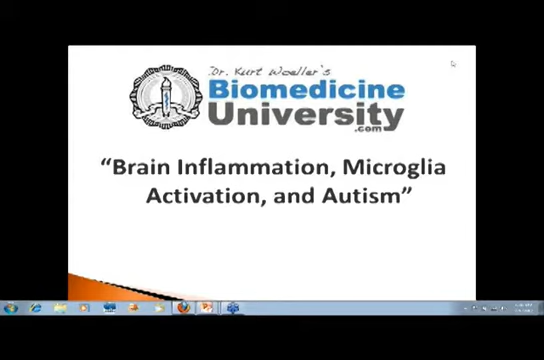 Dr. Kurt Woeller's
Biomedicine
University
.com
“Brain Inflammation, Microglia
Activation, and Autism”